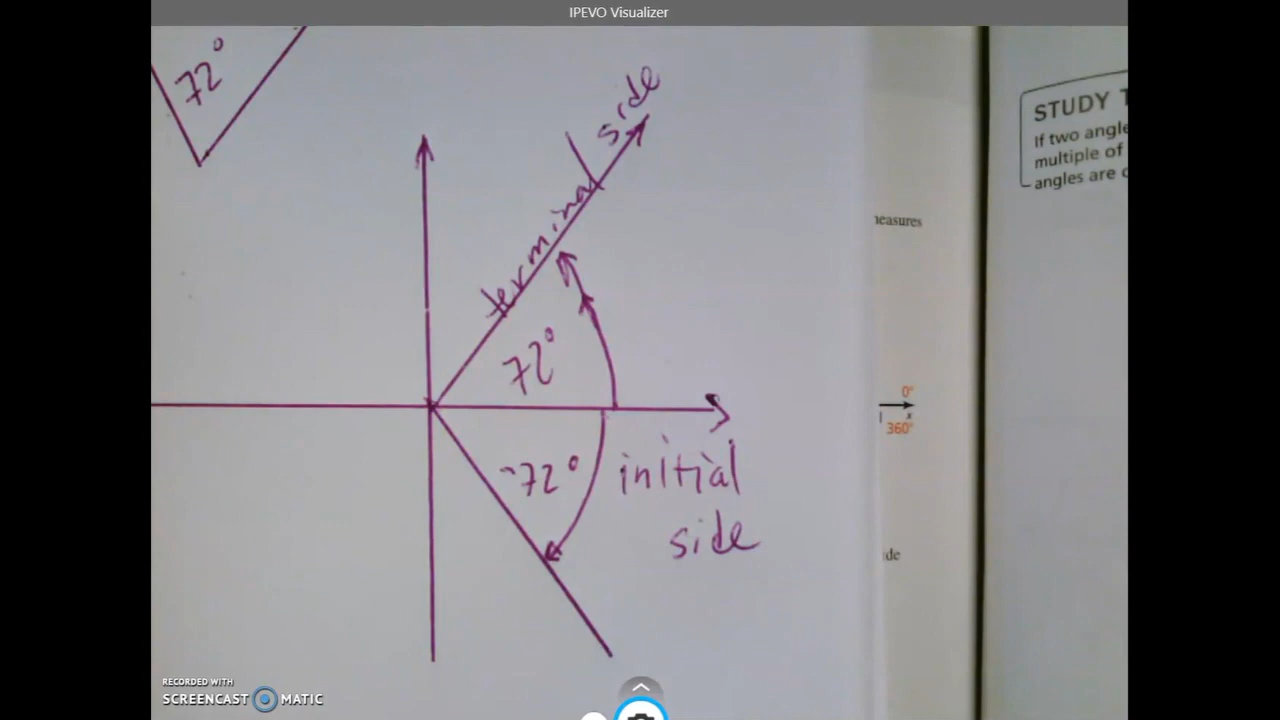 IPEVO Visualizer
72°
terminal side
72°
-72°
initial
side
STUDY T
If two angle
multiple of
angles are c
measures
0°
x
360°
de
RECORDED WITH
SCREENCAST MATIC